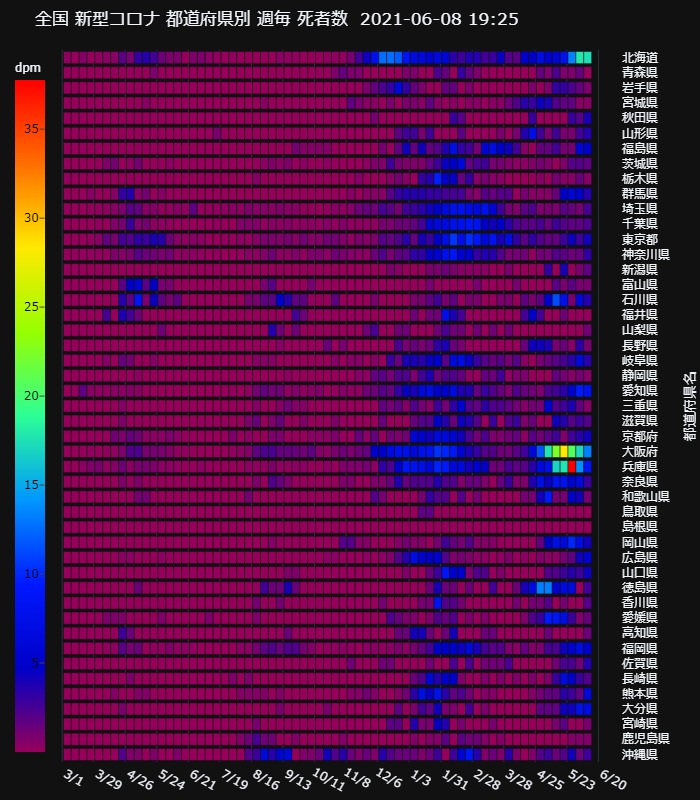 全国 新型コロナ 都道府県別 週毎 死者数 2021-06-08 19:25
dpm
35
30
25
20
15
10
5
北海道
青森県
岩手県
宮城県
秋田県
山形県
福島県
茨城県
栃木県
群馬県
埼玉県
千葉県
東京都
神奈川県
新潟県
富山県
石川県
福井県
山梨県
長野県
岐阜県
静岡県
愛知県
三重県
滋賀県
京都府
大阪府
兵庫県
奈良県
和歌山県
鳥取県
島根県
岡山県
広島県
山口県
徳島県
香川県
愛媛県
高知県
福岡県
佐賀県
長崎県
熊本県
大分県
宮崎県
鹿児島県
沖縄県
都道府県名
3/1 3/29 4/26 5/24 6/21 7/19 8/16 9/13 10/11 11/8 12/6 1/3 1/31 2/28 3/28 4/25 5/23 6/20